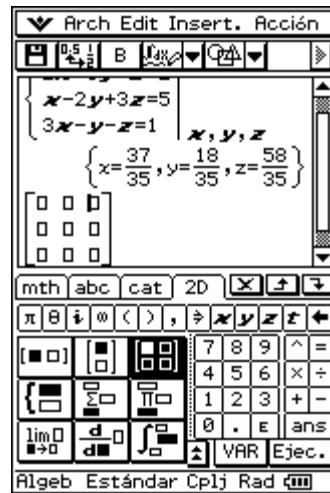 Arch Edit Insert. Acción
B
x-2y+3z=5
3x-y-z=1 x,y,z
{x=37/35,y=18/35,z=58/35}
mth abc cat 2D
π θ i ∞ ( ) , ⇒ x y z t ←
7 8 9 ^ =
4 5 6 × ÷
1 2 3 + -
0 . E ans
lim d/d Σ Π ∫
VAR Ejec.
Algeb Estándar Cplj Rad